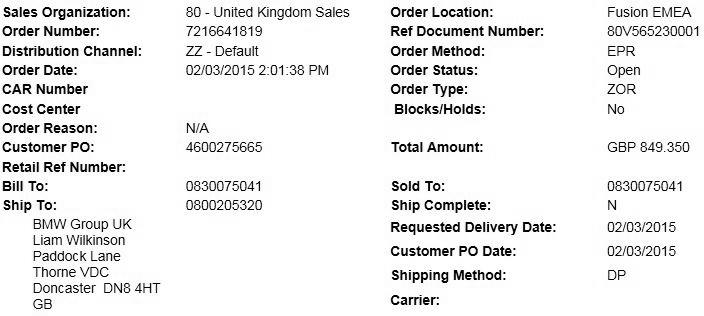 Sales Organization: 80 - United Kingdom Sales Order Location: Fusion EMEA
Order Number: 7216641819 Ref Document Number: 80V565230001
Distribution Channel: ZZ - Default Order Method: EPR
Order Date: 02/03/2015 2:01:38 PM Order Status: Open
CAR Number Order Type: ZOR
Cost Center Blocks/Holds: No
Order Reason: N/A
Customer PO: 4600275665 Total Amount: GBP 849.350
Retail Ref Number:
Bill To: 0830075041 Sold To: 0830075041
Ship To: 0800205320 Ship Complete: N
BMW Group UK Requested Delivery Date: 02/03/2015
Liam Wilkinson
Paddock Lane Customer PO Date: 02/03/2015
Thorne VDC Shipping Method: DP
Doncaster DN8 4HT
GB Carrier: